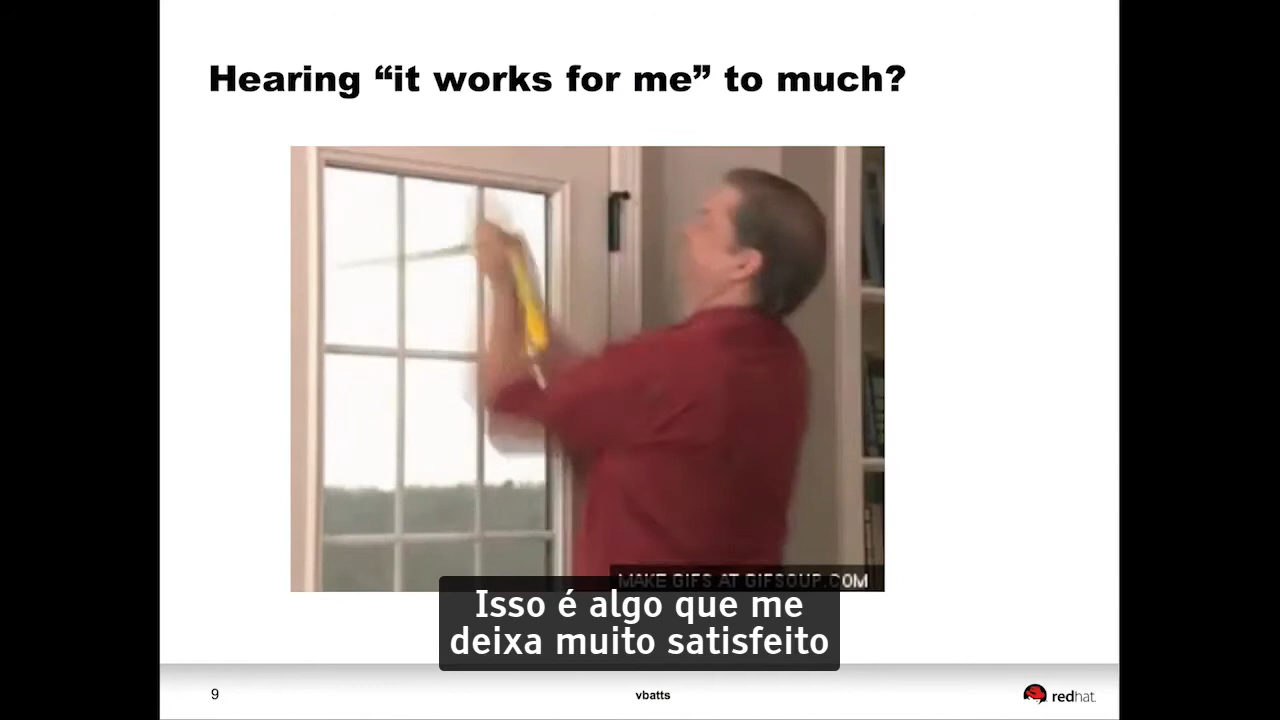 Hearing “it works for me” to much?
MAKE GIFS AT GIFSOUP.COM
Isso é algo que me
deixa muito satisfeito
9
vbatts
redhat.